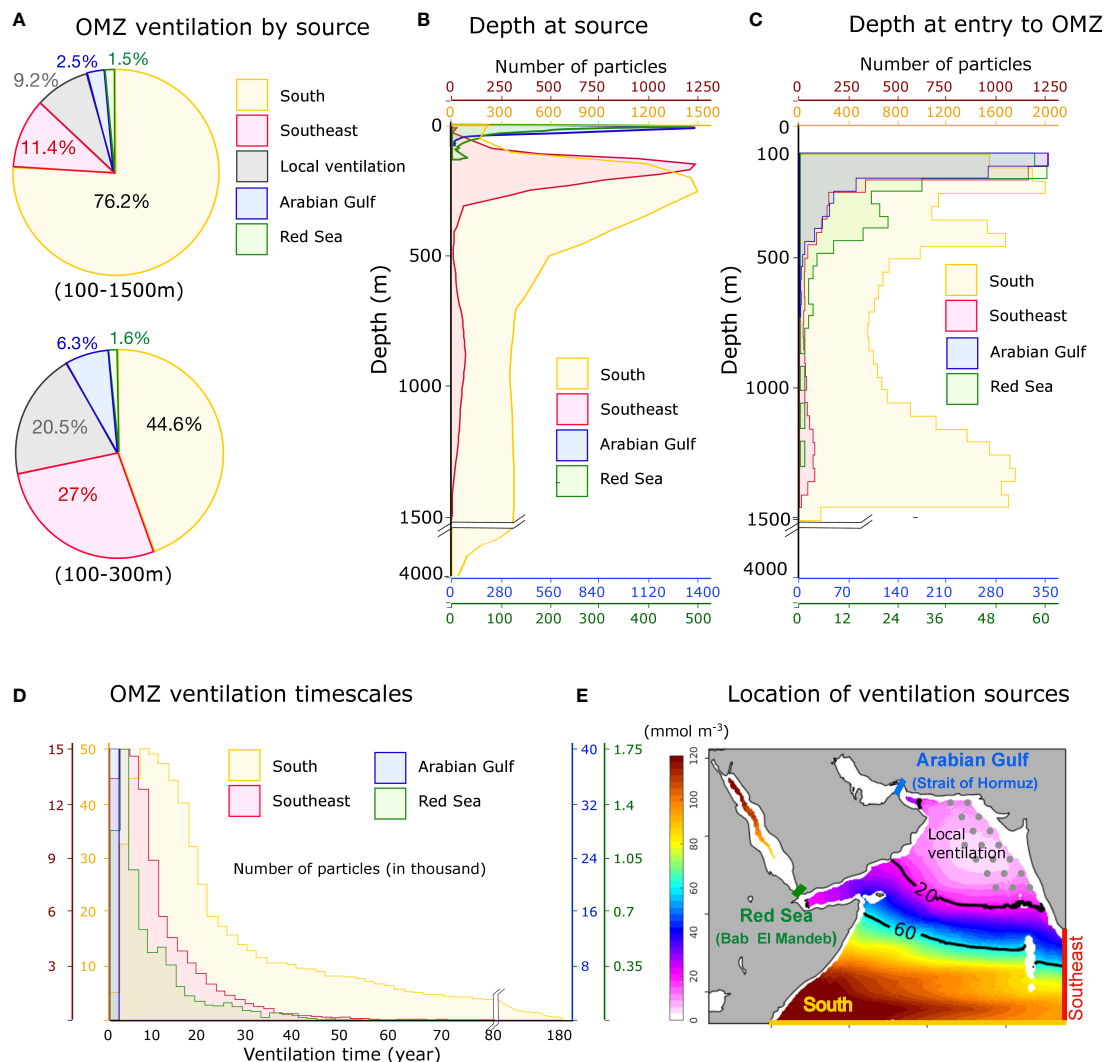 A
OMZ ventilation by source
1.5%
2.5%
9.2%
11.4%
76.2%
South
Southeast
Local ventilation
Arabian Gulf
Red Sea
(100-1500m)
1.6%
6.3%
20.5%
44.6%
27%
(100-300m)
B
Depth at source
Number of particles
0 250 500 750 1000 1250
0 300 600 900 1200 1500
Depth (m)
0
500
1000
1500
4000
South
Southeast
Arabian Gulf
Red Sea
0 280 560 840 1120 1400
0 100 200 300 400 500
C
Depth at entry to OMZ
Number of particles
0 250 500 750 1000 1250
0 400 800 1200 1600 2000
Depth (m)
0
100
500
1000
1500
4000
South
Southeast
Arabian Gulf
Red Sea
0 70 140 210 280 350
0 12 24 36 48 60
D
OMZ ventilation timescales
15
12
9
6
3
50
40
30
20
10
South
Southeast
Arabian Gulf
Red Sea
Number of particles (in thousand)
40
32
24
16
8
1.75
1.4
1.05
0.7
0.35
0 10 20 30 40 50 60 70 80 180
Ventilation time (year)
E
Location of ventilation sources
(mmol m⁻³)
120
100
80
60
40
20
0
Arabian Gulf
(Strait of Hormuz)
Local
ventilation
20
60
Red Sea
(Bab El Mandeb)
South
Southeast